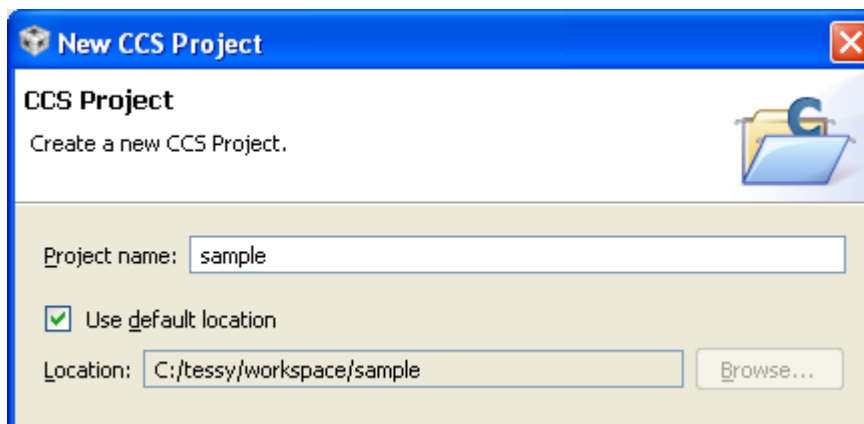 New CCS Project
CCS Project
Create a new CCS Project.
Project name: sample
Use default location
Location: C:/tessy/workspace/sample Browse...